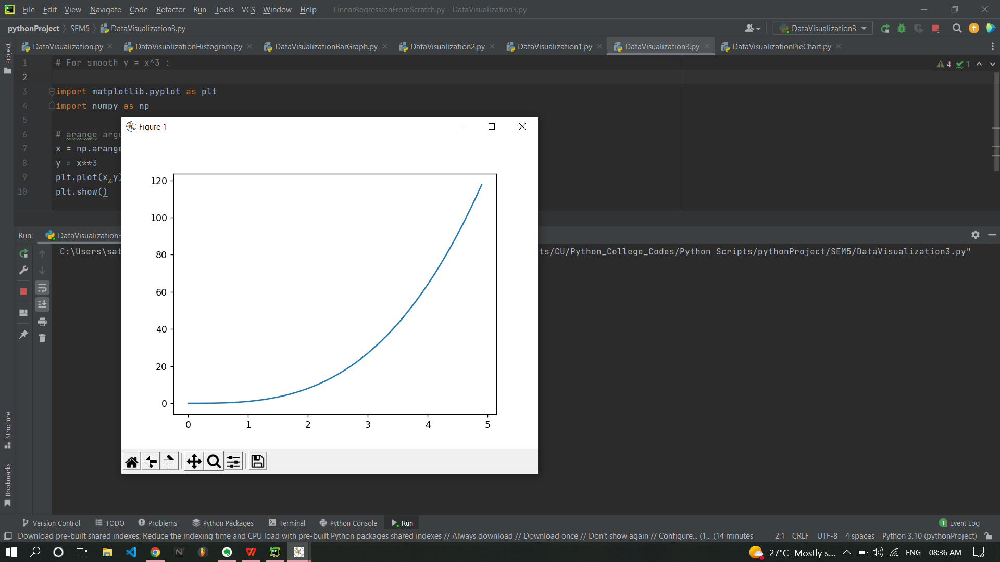 File Edit View Navigate Code Refactor Run Tools VCS Window Help LinearRegressionFromScratch.py - DataVisualization3.py
pythonProject SEM5 DataVisualization3.py DataVisualization3
DataVisualization.py DataVisualizationHistogram.py DataVisualizationBarGraph.py DataVisualization2.py DataVisualization1.py DataVisualization3.py DataVisualizationPieChart.py
Project
1 # For smooth y = x^3 :
4 1
2
3 import matplotlib.pyplot as plt
4 import numpy as np
5
6 # arange argu
7 x = np.arange
8 y = x**3
9 plt.plot(x,y)
10 plt.show()
Figure 1
120
100
80
60
40
20
0
0 1 2 3 4 5
Run: DataVisualization3
C:\Users\sat ts/CU/Python_College_Codes/Python Scripts/pythonProject/SEM5/DataVisualization3.py"
Structure
Bookmarks
Version Control TODO Problems Python Packages Terminal Python Console Run 1 Event Log
Download pre-built shared indexes: Reduce the indexing time and CPU load with pre-built Python packages shared indexes // Always download // Download once // Don't show again // Configure... (1... (14 minutes 2:1 CRLF UTF-8 4 spaces Python 3.10 (pythonProject)
27°C Mostly s... ENG 08:36 AM